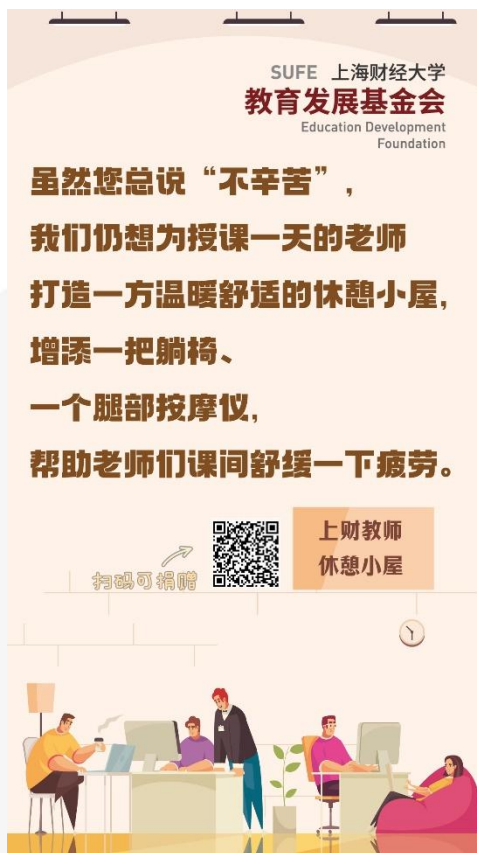 SUFE 上海财经大学
教育发展基金会
Education Development
Foundation
虽然您总说“不辛苦”，
我们仍想为授课一天的老师
打造一方温暖舒适的休憩小屋，
增添一把躺椅、
一个腿部按摩仪，
帮助老师们课间舒缓一下疲劳。
上财教师
休憩小屋
扫码可捐赠